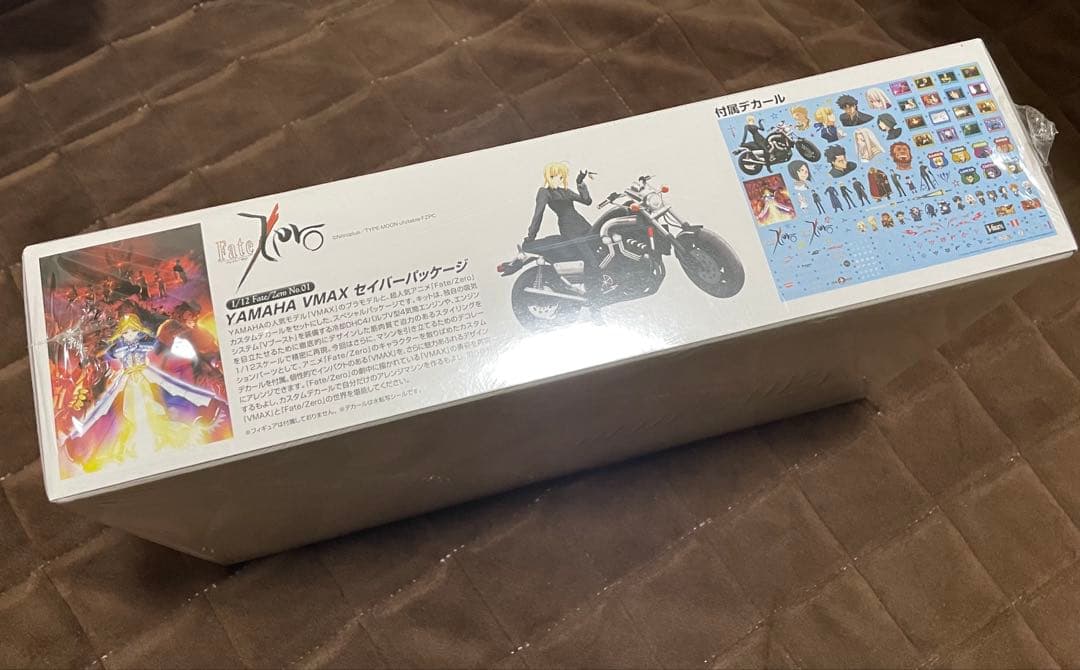 Fate/Zero
©Nitroplus／TYPE-MOON・ufotable・FZPC
1/12 Fate/Zero No.01
YAMAHA VMAX セイバーパッケージ
YAMAHAの人気モデル「VMAX」のプラモデルと、超人気アニメ「Fate/Zero」
カスタムデカールをセットにした、スペシャルパッケージです。キットは、独自の吸気
システム「Vブースト」を装備する水冷DHC4バルブV型4気筒エンジンや、エンジン
を目立たせるために徹底的にデザインした筋肉質で迫力のあるスタイリングを
1/12スケールで精密に再現。今回はさらに、マシンを引き立てるためのデコレー
ションパーツとして、アニメ「Fate/Zero」のキャラクターを散りばめたカスタム
デカールを付属。個性的でインパクトのある「VMAX」を、さらに魅力あふれるデザイン
にアレンジできます。「Fate/Zero」の劇中に描かれている「VMAX」の勇姿を
するもよし、カスタムデカールで自分だけのアレンジマシンを作るもよし。
「VMAX」と「Fate/Zero」の世界を堪能してください。
※フィギュアは付属しておりません。※デカールは水転写シールです。
付属デカール
Zero
Zero
V-max